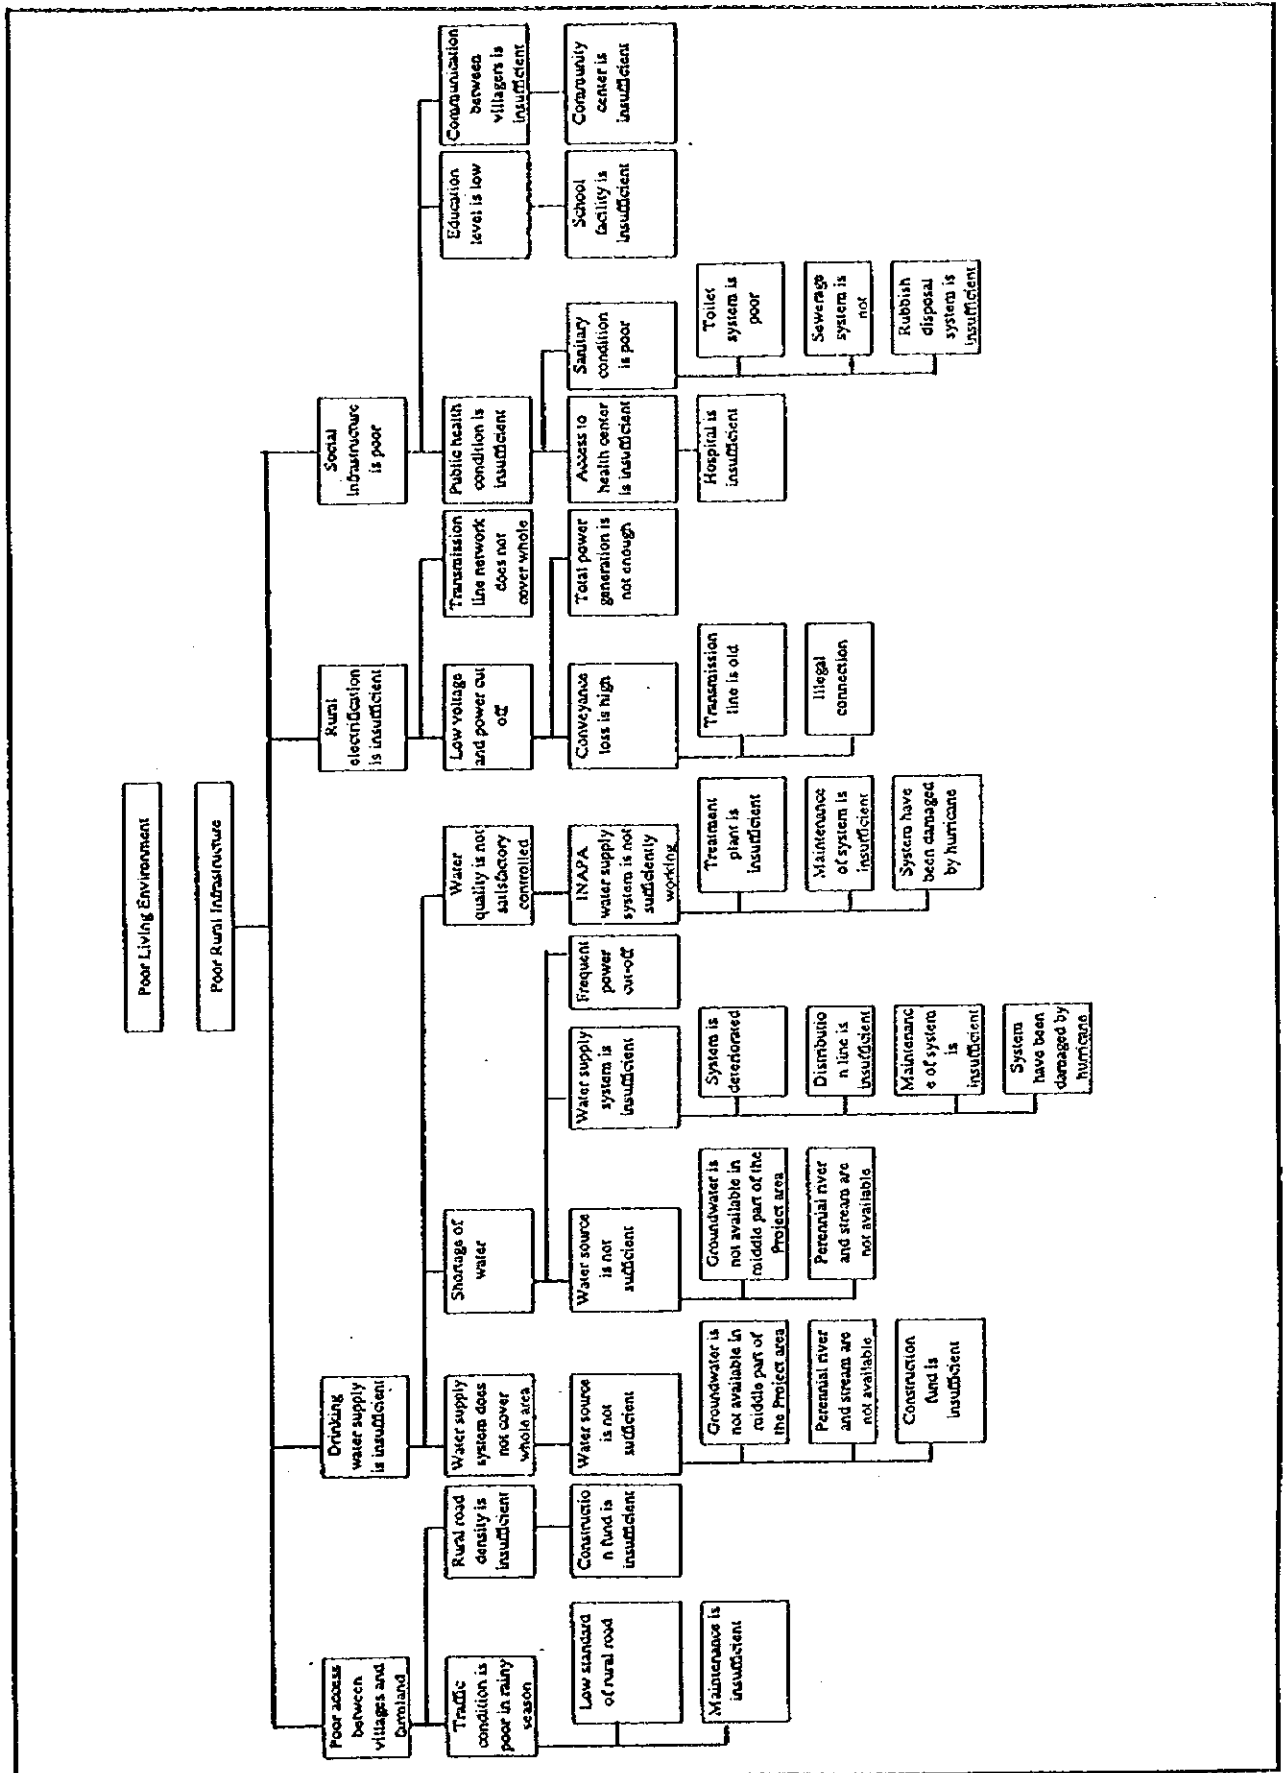 Poor Living Environment
Poor Rural Infrastructure
Poor access
between
villages and
farmland
Drinking
water supply
is insufficient
Rural
electrification
is insufficient
Social
Infrastructure
is poor
Traffic
condition is
poor in rainy
season
Rural road
density is
insufficient
Water supply
system does
not cover
whole area
Shortage of
water
Water
quality is not
satisfactory
controlled
Low voltage
and power cut
off
Transmission
line network
does not
cover whole
Public health
condition is
insufficient
Education
level is low
Communication
between
villagers is
insufficient
Low standard
of rural road
Constructio
n fund is
insufficient
Water source
is not
sufficient
Water source
is not
sufficient
Water supply
system is
insufficient
Frequent
power
cut-off
INAPA
water supply
system is not
sufficiently
working
Conveyance
loss is high
Total power
generation is
not enough
Access to
health center
is insufficient
Sanitary
condition
is poor
School
facility is
insufficient
Community
center is
insufficient
Maintenance is
insufficient
Groundwater is
not available in
middle part of
the Project area
Groundwater is
not available in
middle part of the
Project area
System is
deteriorated
Treatment
plant is
insufficient
Transmission
line is old
Hospital is
insufficient
Toilet
system is
poor
Perennial river
and stream are
not available
Perennial river
and stream are
not available
Distributio
n line is
insufficient
Maintenance
of system is
insufficient
Illegal
connection
Sewerage
system is
not
Construction
fund is
insufficient
Maintenanc
e of system
is
insufficient
System have
been damaged
by hurricane
Rubbish
disposal
system is
insufficient
System
have been
damaged by
hurricane